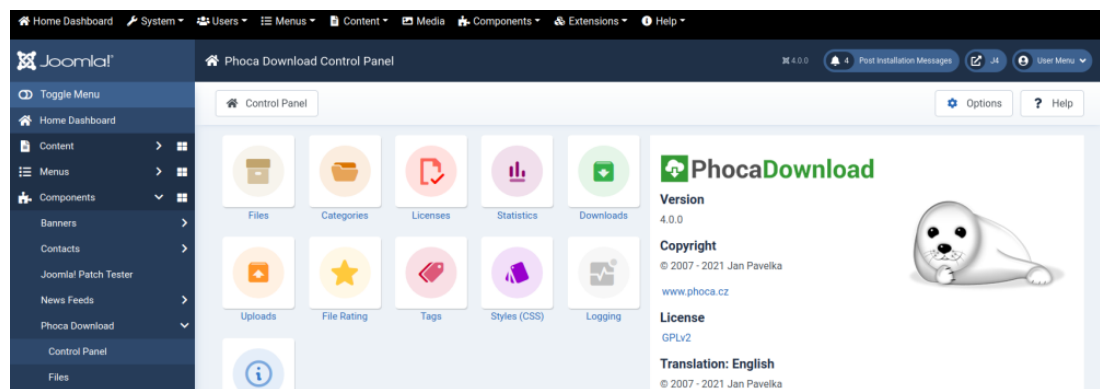 Home Dashboard System Users Menus Content Media Components Extensions Help
Joomla!
Phoca Download Control Panel
4.0.0 4 Post Installation Messages J4 User Menu
Toggle Menu
Home Dashboard
Content
Menus
Components
Banners
Contacts
Joomla! Patch Tester
News Feeds
Phoca Download
Control Panel
Files
Control Panel
Options ? Help
Files Categories Licenses Statistics Downloads
Uploads File Rating Tags Styles (CSS) Logging
PhocaDownload
Version
4.0.0
Copyright
© 2007 - 2021 Jan Pavelka
www.phoca.cz
License
GPLv2
Translation: English
© 2007 - 2021 Jan Pavelka